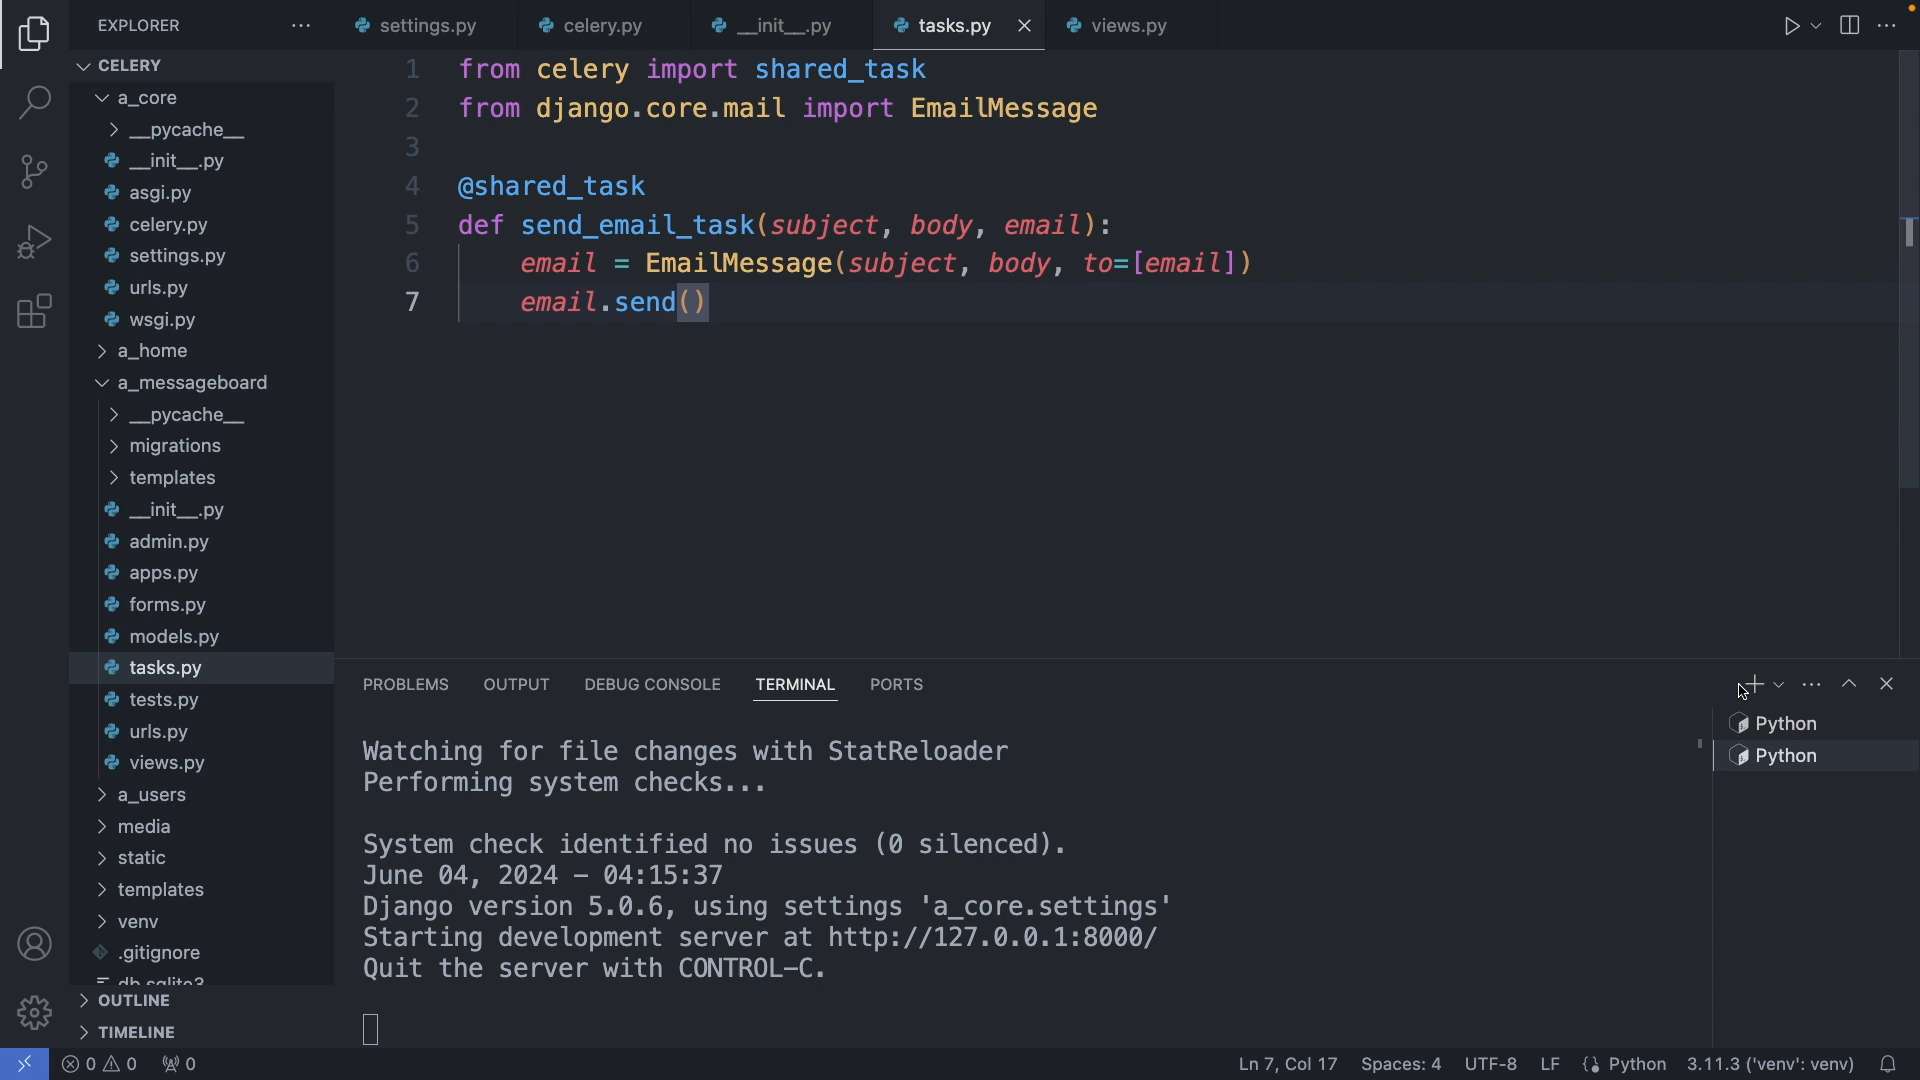 EXPLORER
settings.py
celery.py
__init__.py
tasks.py
views.py
CELERY
a_core
__pycache__
__init__.py
asgi.py
celery.py
settings.py
urls.py
wsgi.py
a_home
a_messageboard
__pycache__
migrations
templates
__init__.py
admin.py
apps.py
forms.py
models.py
tasks.py
tests.py
urls.py
views.py
a_users
media
static
templates
venv
.gitignore
db.sqlite3
OUTLINE
TIMELINE
1 from celery import shared_task
2 from django.core.mail import EmailMessage
3
4 @shared_task
5 def send_email_task(subject, body, email):
6 email = EmailMessage(subject, body, to=[email])
7 email.send()
PROBLEMS OUTPUT DEBUG CONSOLE TERMINAL PORTS
Watching for file changes with StatReloader
Performing system checks...
System check identified no issues (0 silenced).
June 04, 2024 - 04:15:37
Django version 5.0.6, using settings 'a_core.settings'
Starting development server at http://127.0.0.1:8000/
Quit the server with CONTROL-C.
Python
Python
0 0 0
Ln 7, Col 17 Spaces: 4 UTF-8 LF Python 3.11.3 ('venv': venv)